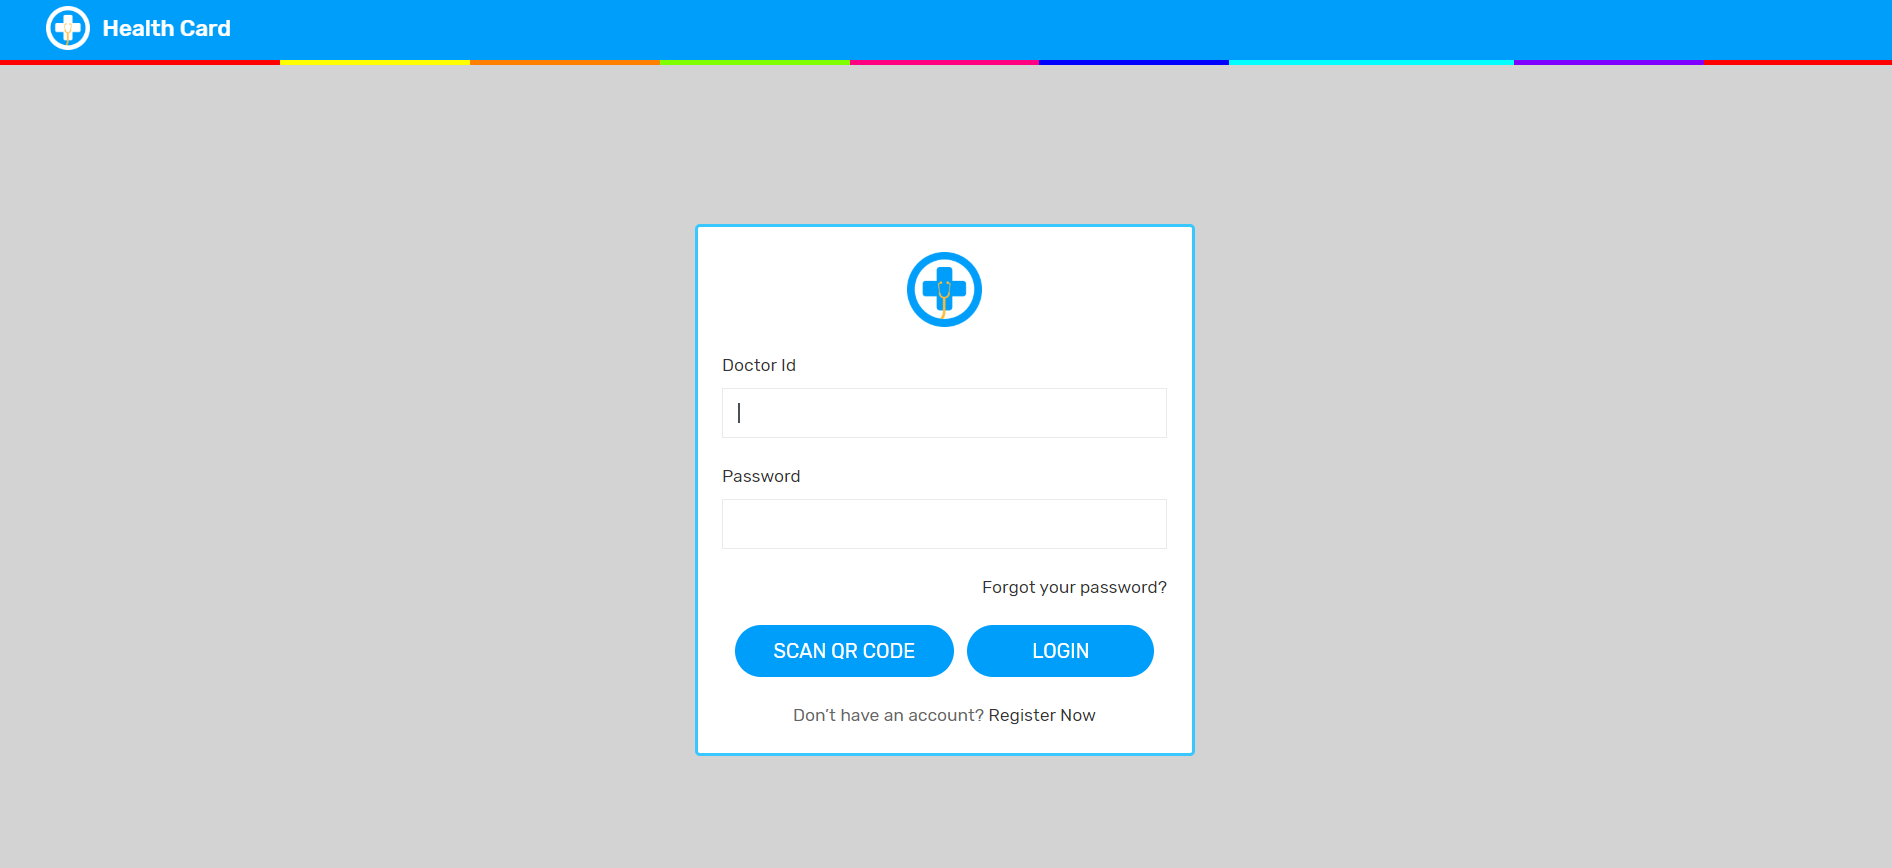 Health Card
Doctor Id
Password
Forgot your password?
SCAN QR CODE LOGIN
Don't have an account? Register Now